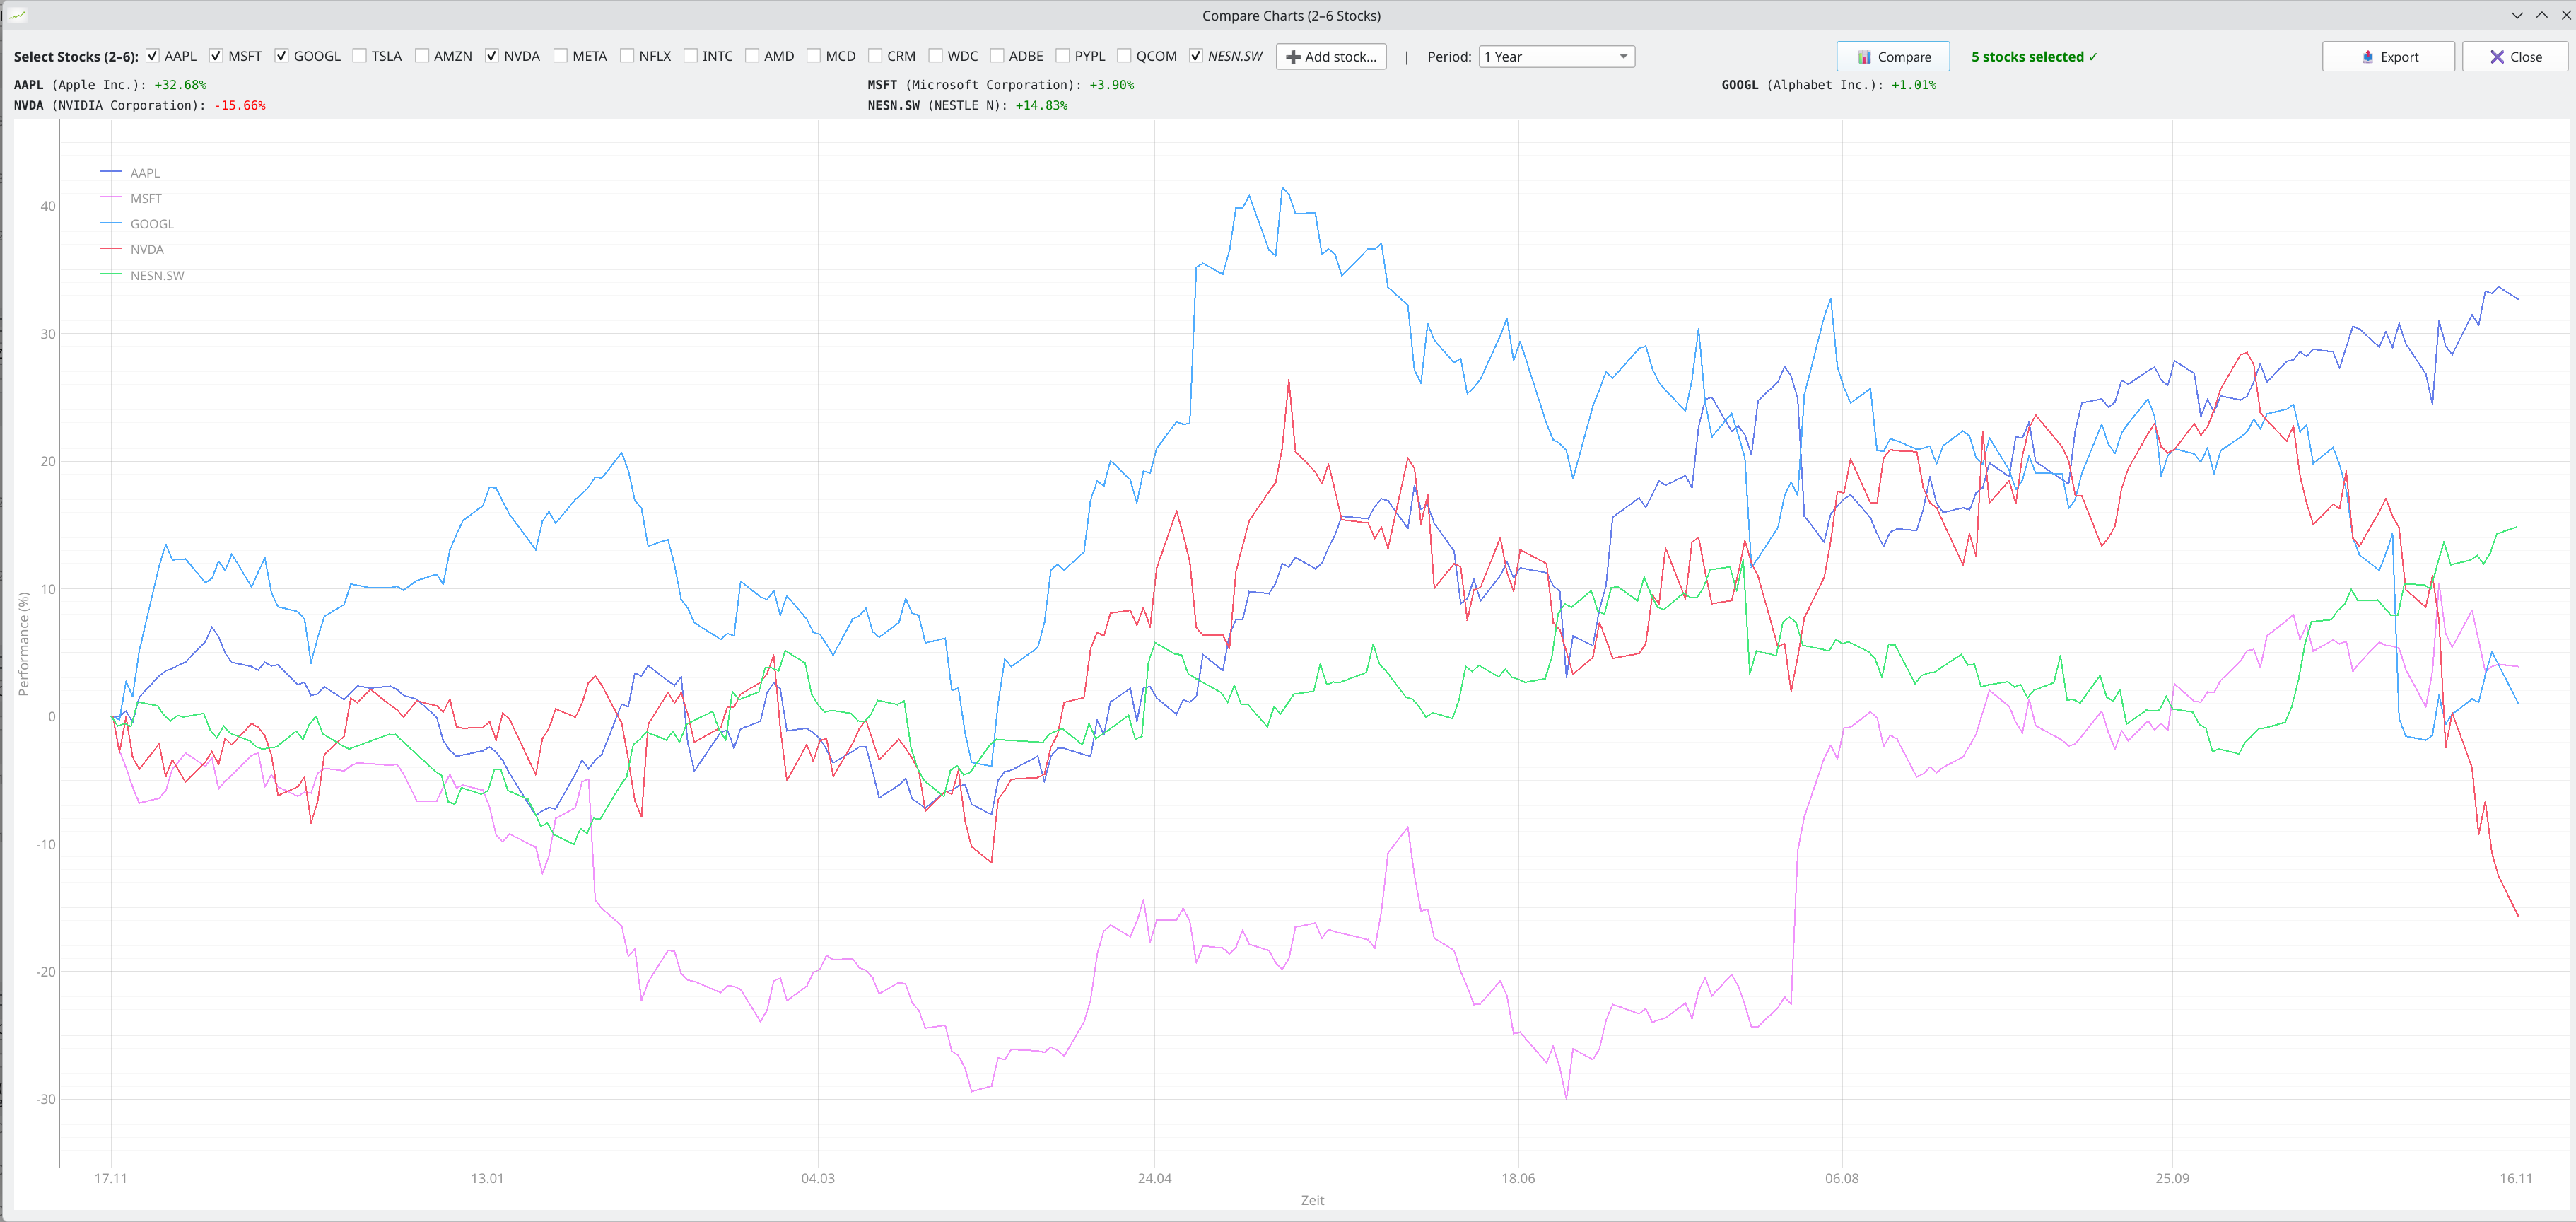 Compare Charts (2–6 Stocks)
Select Stocks (2–6): AAPL MSFT GOOGL TSLA AMZN NVDA META NFLX INTC AMD MCD CRM WDC ADBE PYPL QCOM NESN.SW Add stock... | Period: 1 Year Compare 5 stocks selected ✓ Export Close
AAPL (Apple Inc.): +32.68% MSFT (Microsoft Corporation): +3.90% GOOGL (Alphabet Inc.): +1.01%
NVDA (NVIDIA Corporation): -15.66% NESN.SW (NESTLE N): +14.83%
AAPL
MSFT
GOOGL
NVDA
NESN.SW
40
30
20
10
0
-10
-20
-30
Performance (%)
17.11 13.01 04.03 24.04 18.06 06.08 25.09 16.11
Zeit